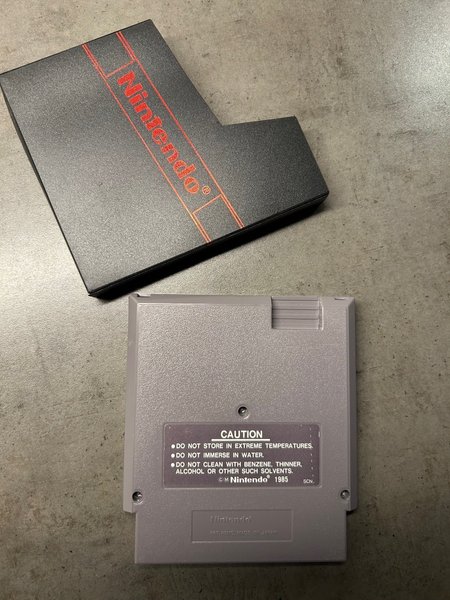 Nintendo®
CAUTION
●DO NOT STORE IN EXTREME TEMPERATURES.
●DO NOT IMMERSE IN WATER.
●DO NOT CLEAN WITH BENZENE, THINNER,
ALCOHOL OR OTHER SUCH SOLVENTS.
©M Nintendo® 1985 SCN.
Nintendo®